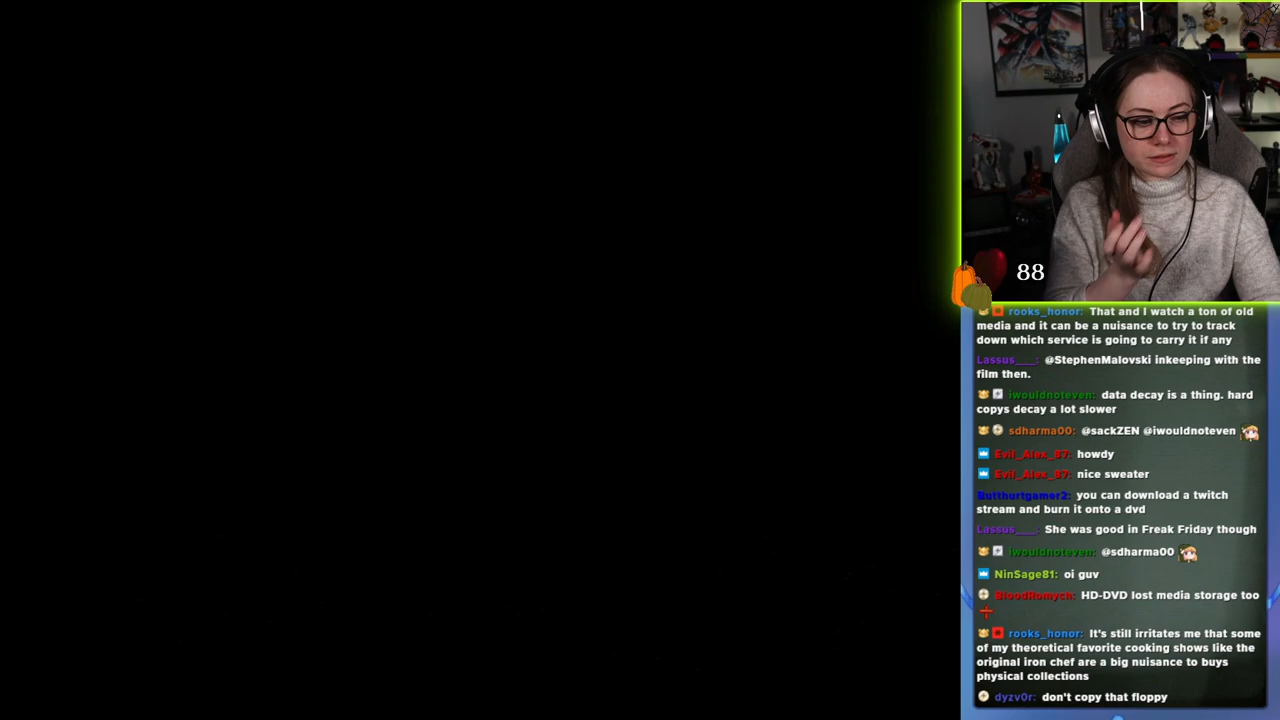 88
rooks_honor: That and I watch a ton of old
media and it can be a nuisance to try to track
down which service is going to carry it if any
Lassus___: @StephenMalovski inkeeping with the
film then.
iwouldnoteven: data decay is a thing. hard
copys decay a lot slower
sdharma00: @sackZEN @iwouldnoteven
Evil_Alex_87: howdy
Evil_Alex_87: nice sweater
Butthurtgamer2: you can download a twitch
stream and burn it onto a dvd
Lassus___: She was good in Freak Friday though
iwouldnoteven: @sdharma00
NinSage81: oi guv
BloodRomych: HD-DVD lost media storage too
rooks_honor: It's still irritates me that some
of my theoretical favorite cooking shows like the
original iron chef are a big nuisance to buys
physical collections
dyzv0r: don't copy that floppy